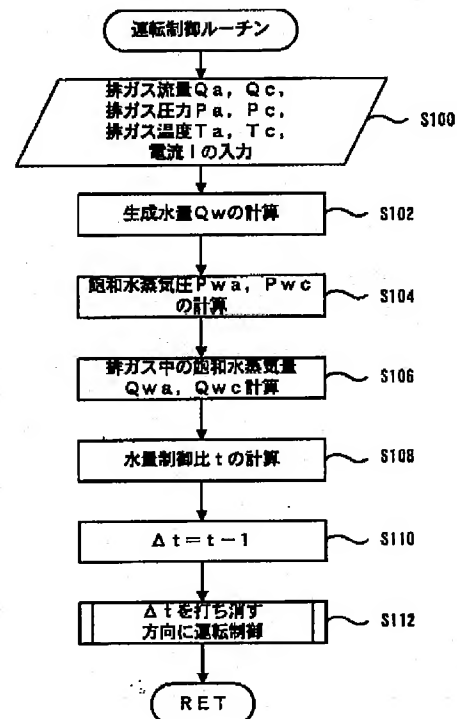 運転制御ルーチン
排ガス流量Qa,Qc,
排ガス圧力Pa,Pc,
排ガス温度Ta,Tc,
電流Iの入力
S100
生成水量Qwの計算
S102
飽和水蒸気圧Pwa,Pwc
の計算
S104
排ガス中の飽和水蒸気量
Qwa,Qwc計算
S106
水量制御比tの計算
S108
Δt=t-1
S110
Δtを打ち消す
方向に運転制御
S112
RET